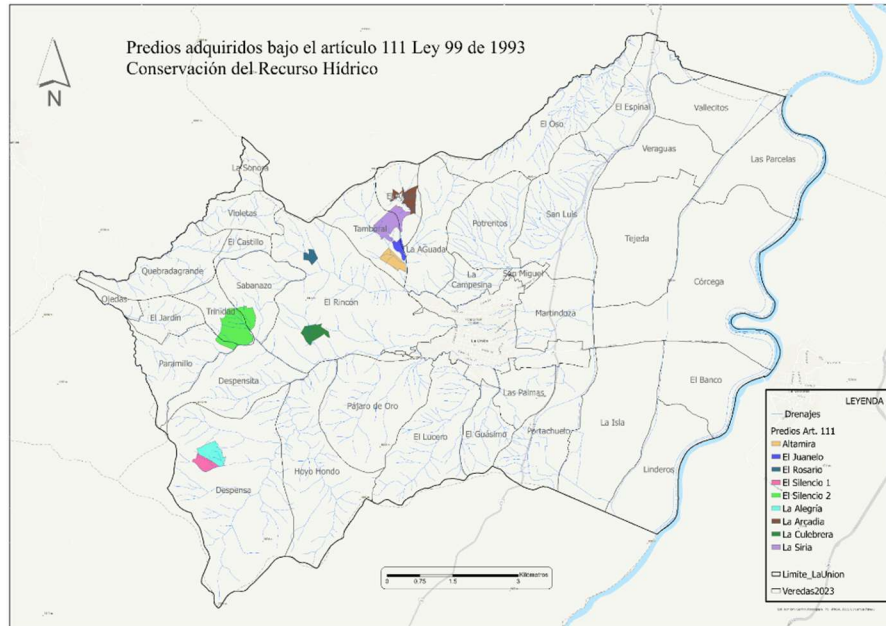 Predios adquiridos bajo el artículo 111 Ley 99 de 1993
Conservación del Recurso Hídrico
N
El Espinal
Vallecitos
El Oso
Veraguas
Las Parcelas
La Sonora
Violetas
Tamboral
Potreritos
San Luis
Tejeda
El Castillo
La AGuada
Quebradagrande
Sabanazo
La Campesina
San Miguel
Córcega
Ojedas
El Jardín
Trinidad
El Rincón
Martindoza
Paramillo
Despensita
Las Palmas
El Banco
Pájaro de Oro
La Isla
El Lucero
El Guásimo
Portachuelo
Hoyo Hondo
Despensa
Linderos
LEYENDA
Drenajes
Predios Art. 111
Altamira
El Juanelo
El Rosario
El Silencio 1
El Silencio 2
La Alegría
La Arcadia
La Culebrera
La Siria
Limite_LaUnion
Veredas2023
0 0.75 1.5 3 Kilómetros